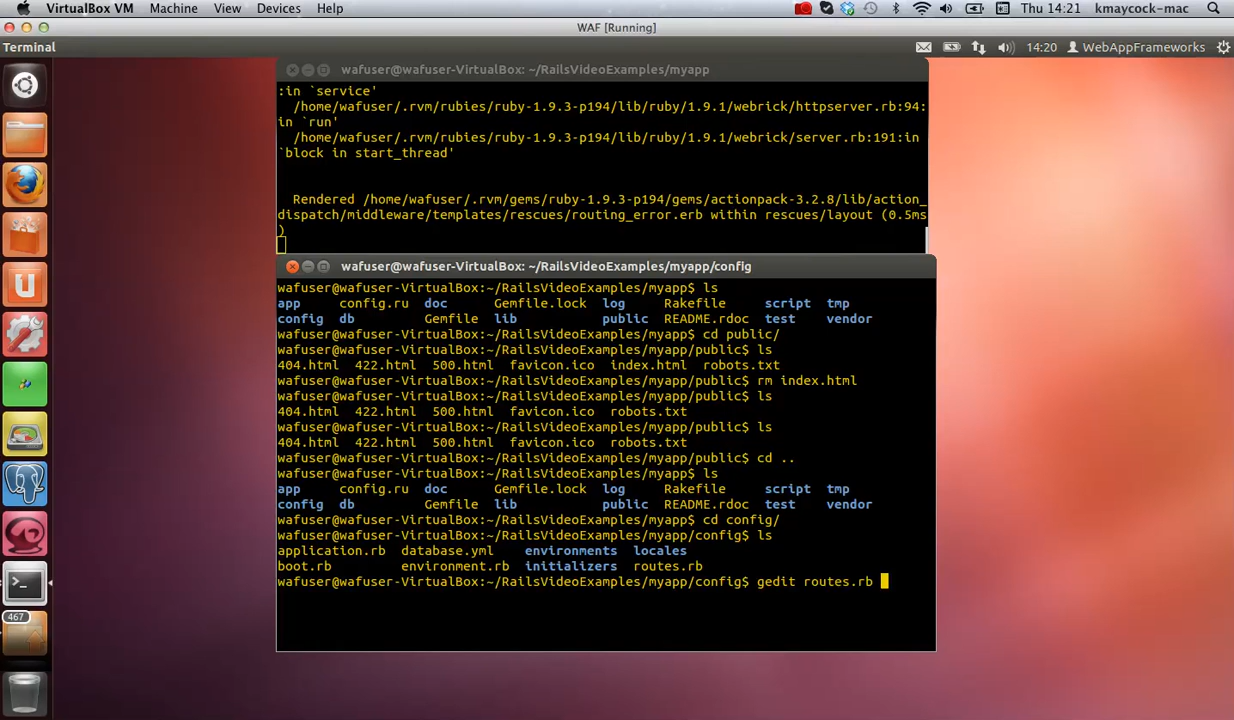 VirtualBox VM Machine View Devices Help Thu 14:21 kmaycock-mac
WAF [Running]
Terminal 14:20 WebAppFrameworks
wafuser@wafuser-VirtualBox: ~/RailsVideoExamples/myapp
:in `service'
/home/wafuser/.rvm/rubies/ruby-1.9.3-p194/lib/ruby/1.9.1/webrick/httpserver.rb:94:
in `run'
/home/wafuser/.rvm/rubies/ruby-1.9.3-p194/lib/ruby/1.9.1/webrick/server.rb:191:in
`block in start_thread'
Rendered /home/wafuser/.rvm/gems/ruby-1.9.3-p194/gems/actionpack-3.2.8/lib/action_
dispatch/middleware/templates/rescues/routing_error.erb within rescues/layout (0.5ms
)
wafuser@wafuser-VirtualBox: ~/RailsVideoExamples/myapp/config
wafuser@wafuser-VirtualBox:~/RailsVideoExamples/myapp$ ls
app config.ru doc Gemfile.lock log Rakefile script tmp
config db Gemfile lib public README.rdoc test vendor
wafuser@wafuser-VirtualBox:~/RailsVideoExamples/myapp$ cd public/
wafuser@wafuser-VirtualBox:~/RailsVideoExamples/myapp/public$ ls
404.html 422.html 500.html favicon.ico index.html robots.txt
wafuser@wafuser-VirtualBox:~/RailsVideoExamples/myapp/public$ rm index.html
wafuser@wafuser-VirtualBox:~/RailsVideoExamples/myapp/public$ ls
404.html 422.html 500.html favicon.ico robots.txt
wafuser@wafuser-VirtualBox:~/RailsVideoExamples/myapp/public$ ls
404.html 422.html 500.html favicon.ico robots.txt
wafuser@wafuser-VirtualBox:~/RailsVideoExamples/myapp/public$ cd ..
wafuser@wafuser-VirtualBox:~/RailsVideoExamples/myapp$ ls
app config.ru doc Gemfile.lock log Rakefile script tmp
config db Gemfile lib public README.rdoc test vendor
wafuser@wafuser-VirtualBox:~/RailsVideoExamples/myapp$ cd config/
wafuser@wafuser-VirtualBox:~/RailsVideoExamples/myapp/config$ ls
application.rb database.yml environments locales
boot.rb environment.rb initializers routes.rb
wafuser@wafuser-VirtualBox:~/RailsVideoExamples/myapp/config$ gedit routes.rb
467